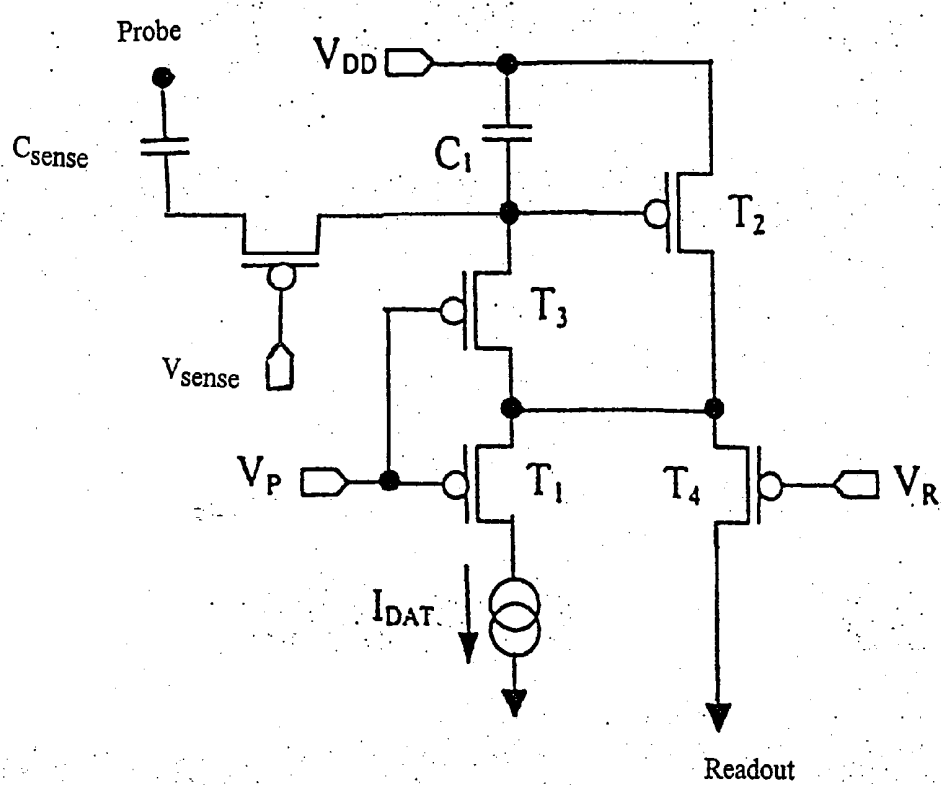 Probe
VDD
Csense
C1
T2
T3
Vsense
VP
T1
T4
VR
IDAT
Readout